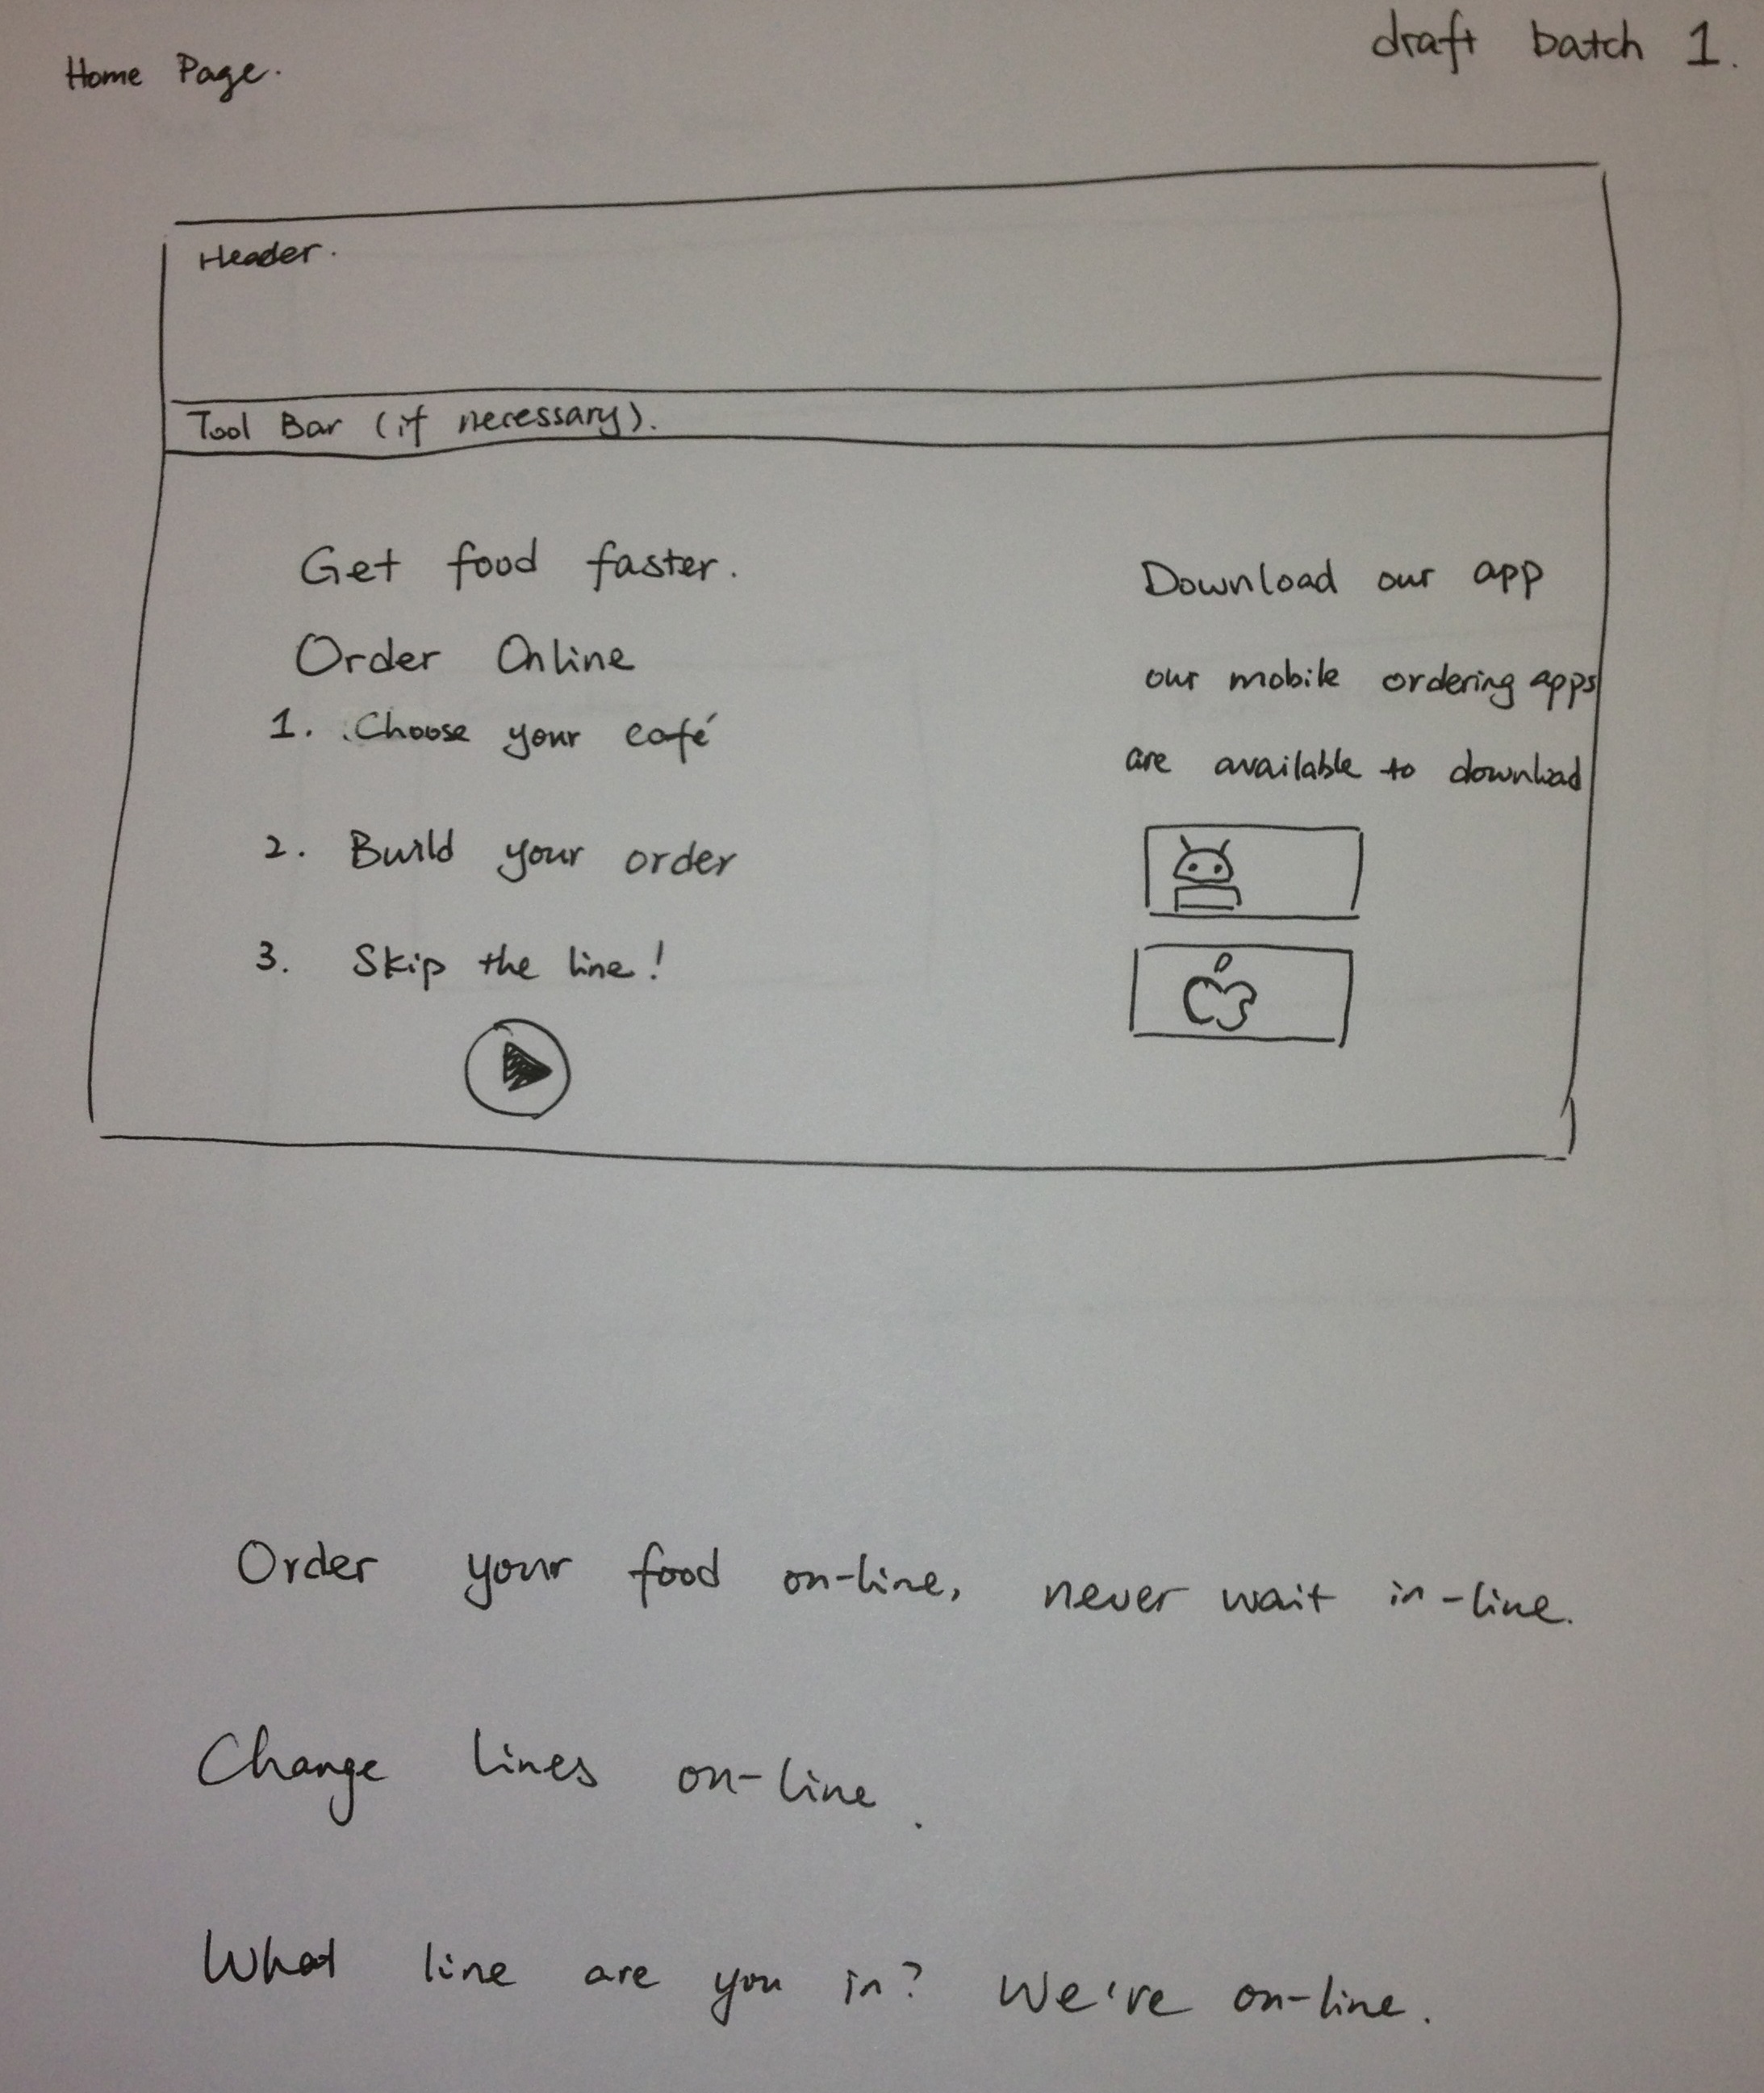 Home Page.
draft batch 1.
Header.
Tool Bar (if necessary).
Get food faster.
Order Online
1. Choose your café
2. Build your order
3. Skip the line!
Download our app
our mobile ordering apps
are available to download
Order your food on-line, never wait in-line.
Change lines on-line.
What line are you in? We're on-line.